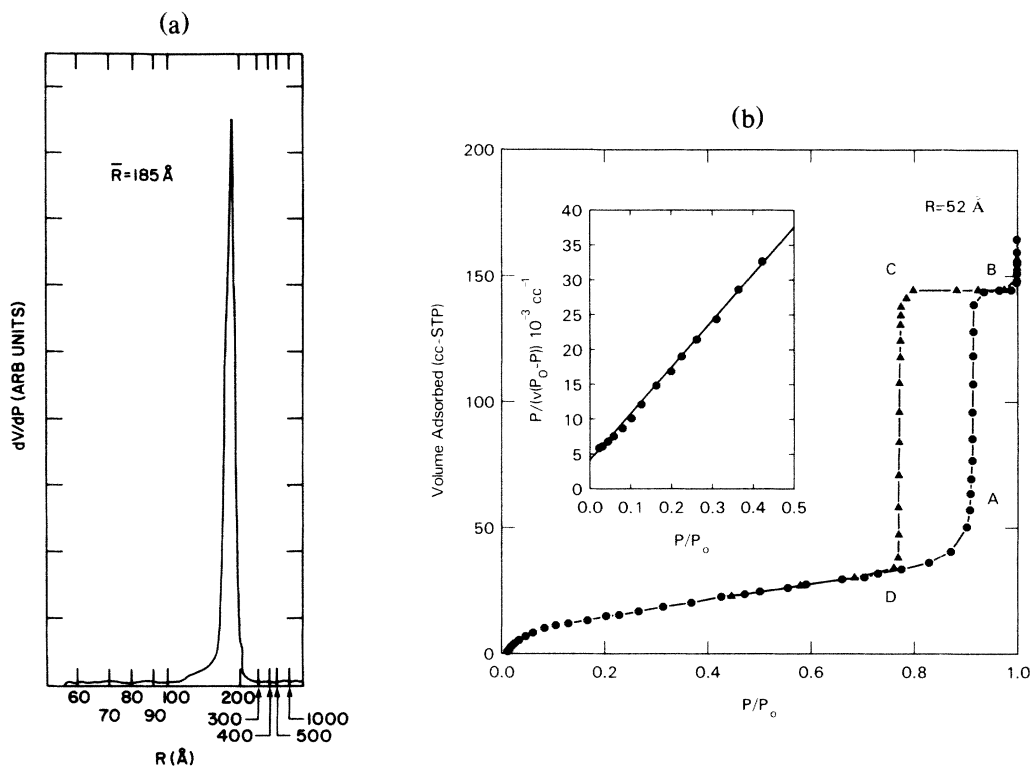 (a)
R̄=185 Å
dV/dP (ARB UNITS)
60 80 100 200
70 90 300 1000
400 500
R (Å)
(b)
200
150
100
50
0
Volume Adsorbed (cc-STP)
R=52 Å
C
B
A
D
40
35
30
25
20
15
10
5
0
P/(v(P₀-P)) 10⁻³ cc⁻¹
0.0 0.1 0.2 0.3 0.4 0.5
P/Pₒ
0.0 0.2 0.4 0.6 0.8 1.0
P/Pₒ